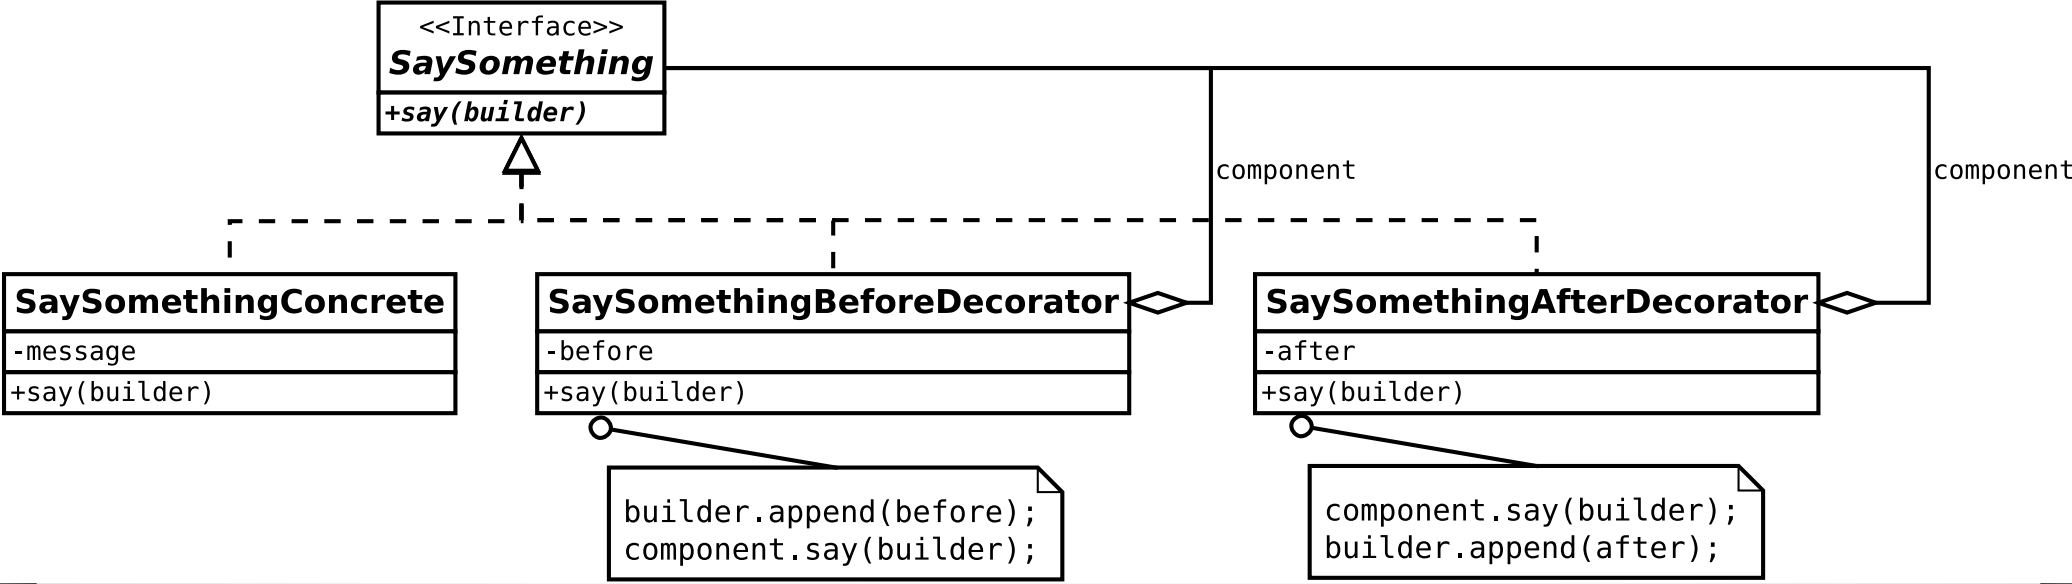 <<Interface>>
SaySomething
+say(builder)
component
component
SaySomethingConcrete
-message
+say(builder)
SaySomethingBeforeDecorator
-before
+say(builder)
SaySomethingAfterDecorator
-after
+say(builder)
builder.append(before);
component.say(builder);
component.say(builder);
builder.append(after);